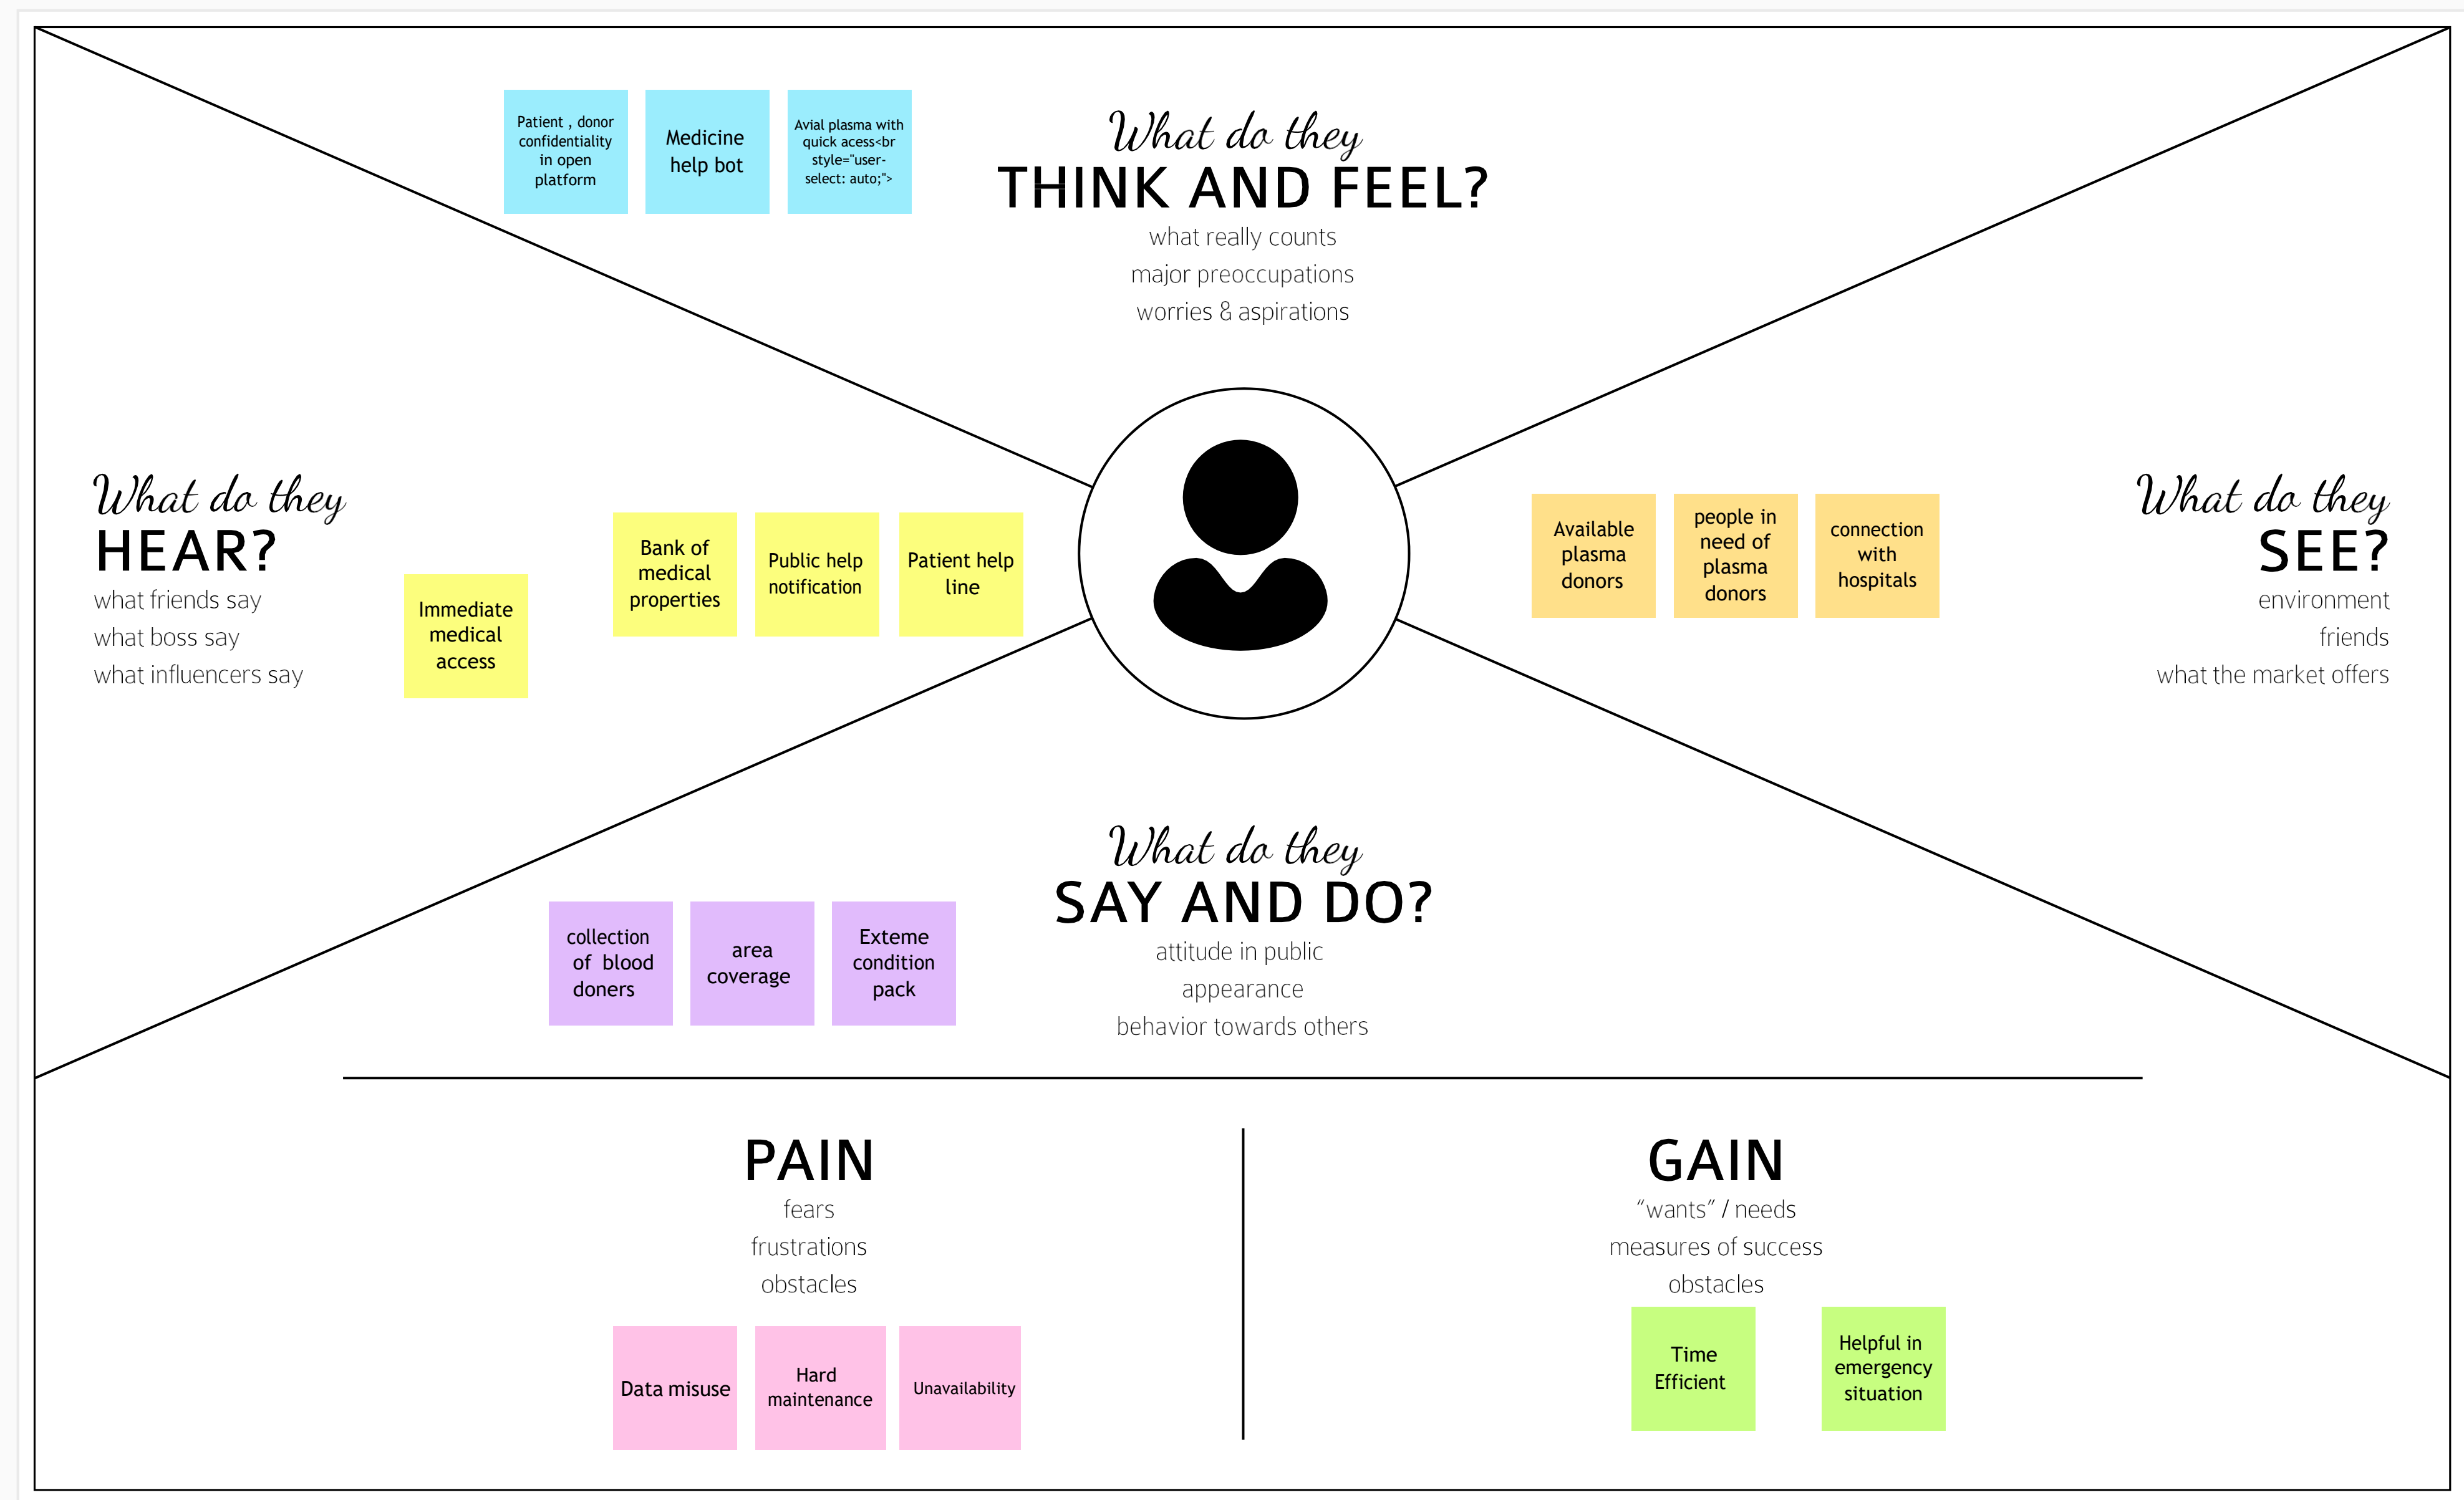 Patient , donor
confidentiality
in open
platform
Medicine
help bot
Avial plasma with
quick acess<br
style="user-
select: auto;">
What do they
THINK AND FEEL?
what really counts
major preoccupations
worries & aspirations
What do they
HEAR?
what friends say
what boss say
what influencers say
Immediate
medical
access
Bank of
medical
properties
Public help
notification
Patient help
line
Available
plasma
donors
people in
need of
plasma
donors
connection
with
hospitals
What do they
SEE?
environment
friends
what the market offers
What do they
SAY AND DO?
attitude in public
appearance
behavior towards others
collection
of blood
doners
area
coverage
Exteme
condition
pack
PAIN
fears
frustrations
obstacles
Data misuse
Hard
maintenance
Unavailability
GAIN
“wants” / needs
measures of success
obstacles
Time
Efficient
Helpful in
emergency
situation